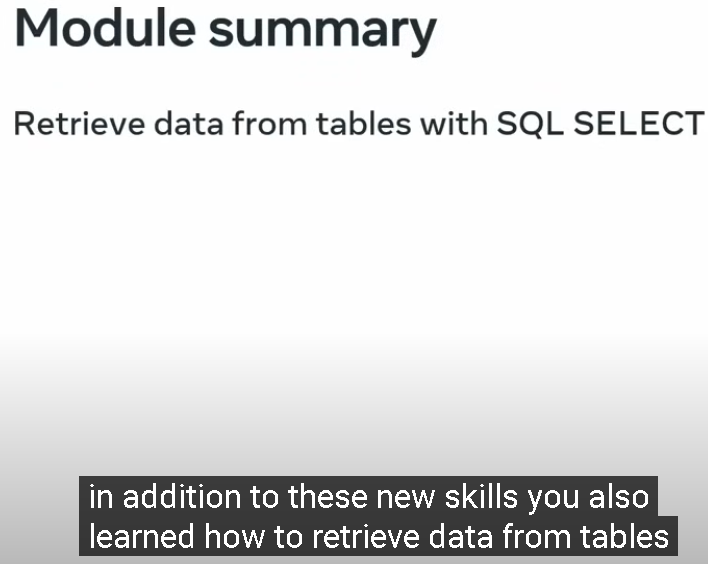 Module summary
Retrieve data from tables with SQL SELECT
in addition to these new skills you also
learned how to retrieve data from tables